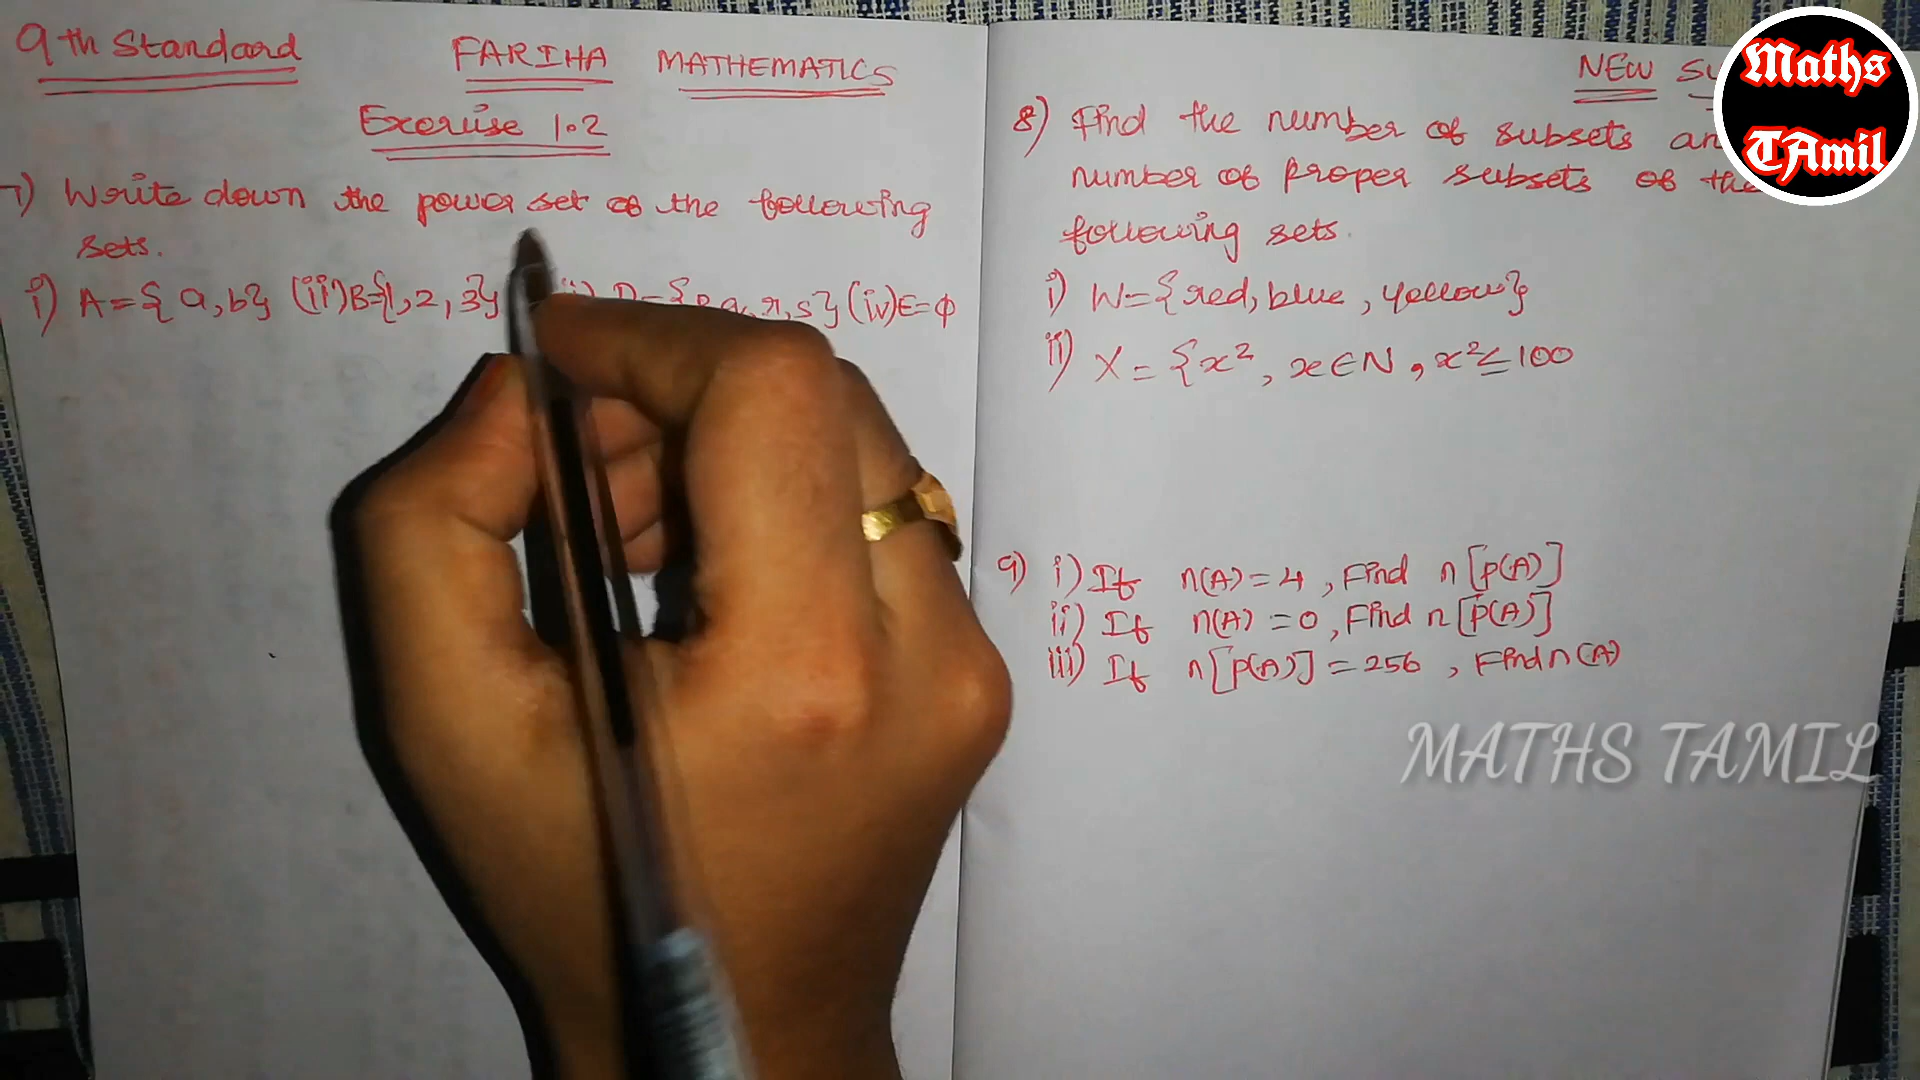 9th Standard FARIHA MATHEMATICS
Exercise 1.2
7) Write down the power set of the following
sets.
i) A={a,b} (ii)B={1,2,3} D={p,q,r,s} (iv)E=ϕ
NEW
8) Find the number of subsets
number of proper subsets of the
following sets.
i) W={red, blue, yellow}
ii) X={x², x∈N, x²≤100
9) i) If n(A)=4, Find n[p(A)]
ii) If n(A)=0, Find n[p(A)]
iii) If n[p(A)]=256, Find n(A)
Maths
TAmil
MATHS TAMIL